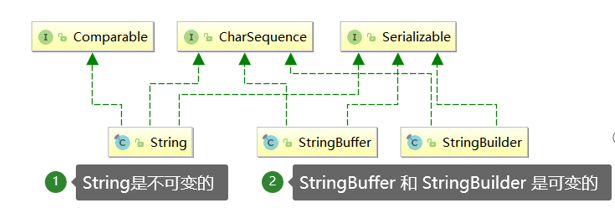 I Comparable
I CharSequence
I Serializable
C String
C StringBuffer
C StringBuilder
1 String是不可变的
2 StringBuffer 和 StringBuilder 是可变的